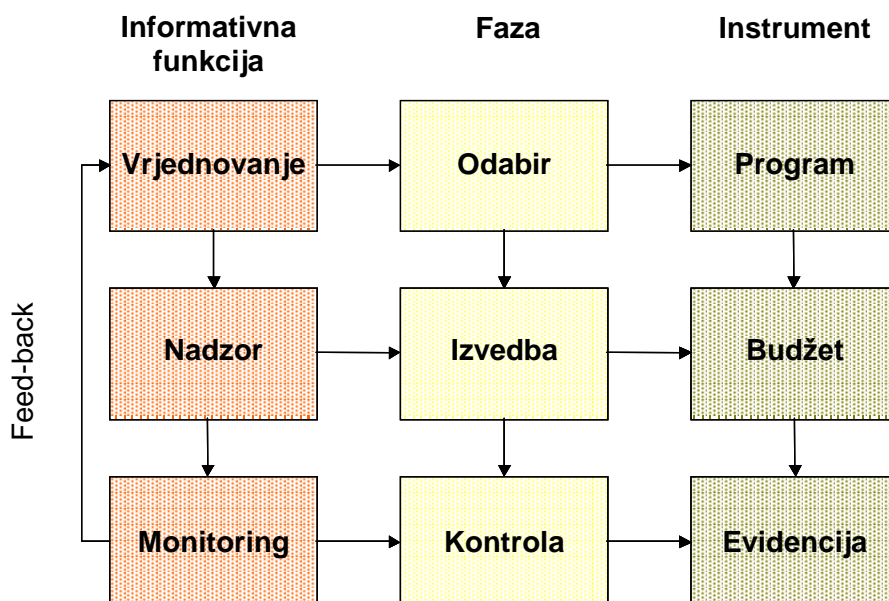 Informativna
funkcija
Faza
Instrument
Vrjednovanje
Odabir
Program
Nadzor
Izvedba
Budžet
Monitoring
Kontrola
Evidencija
Feed-back